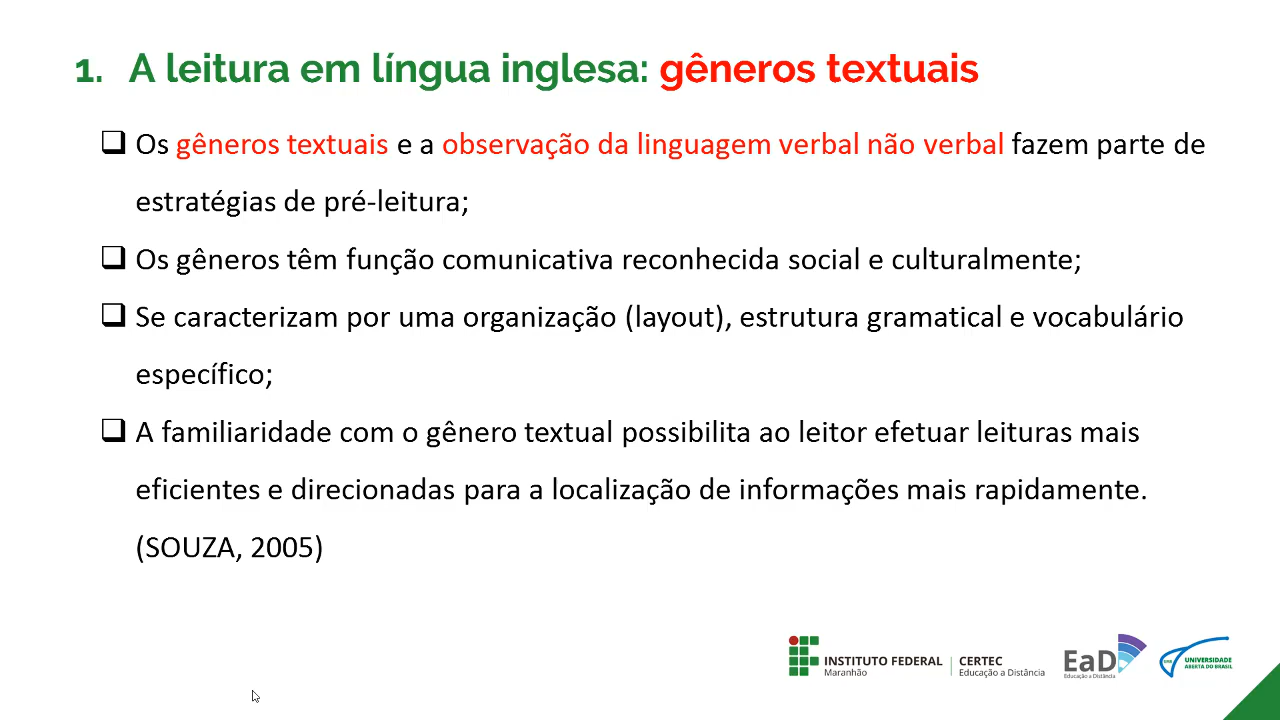 1. A leitura em língua inglesa: gêneros textuais
Os gêneros textuais e a observação da linguagem verbal não verbal fazem parte de
estratégias de pré-leitura;
Os gêneros têm função comunicativa reconhecida social e culturalmente;
Se caracterizam por uma organização (layout), estrutura gramatical e vocabulário
específico;
A familiaridade com o gênero textual possibilita ao leitor efetuar leituras mais
eficientes e direcionadas para a localização de informações mais rapidamente.
(SOUZA, 2005)
INSTITUTO FEDERAL
Maranhão
CERTEC
Educação a Distância
EaD
Educação a Distância
UAB
UNIVERSIDADE
ABERTA DO BRASIL